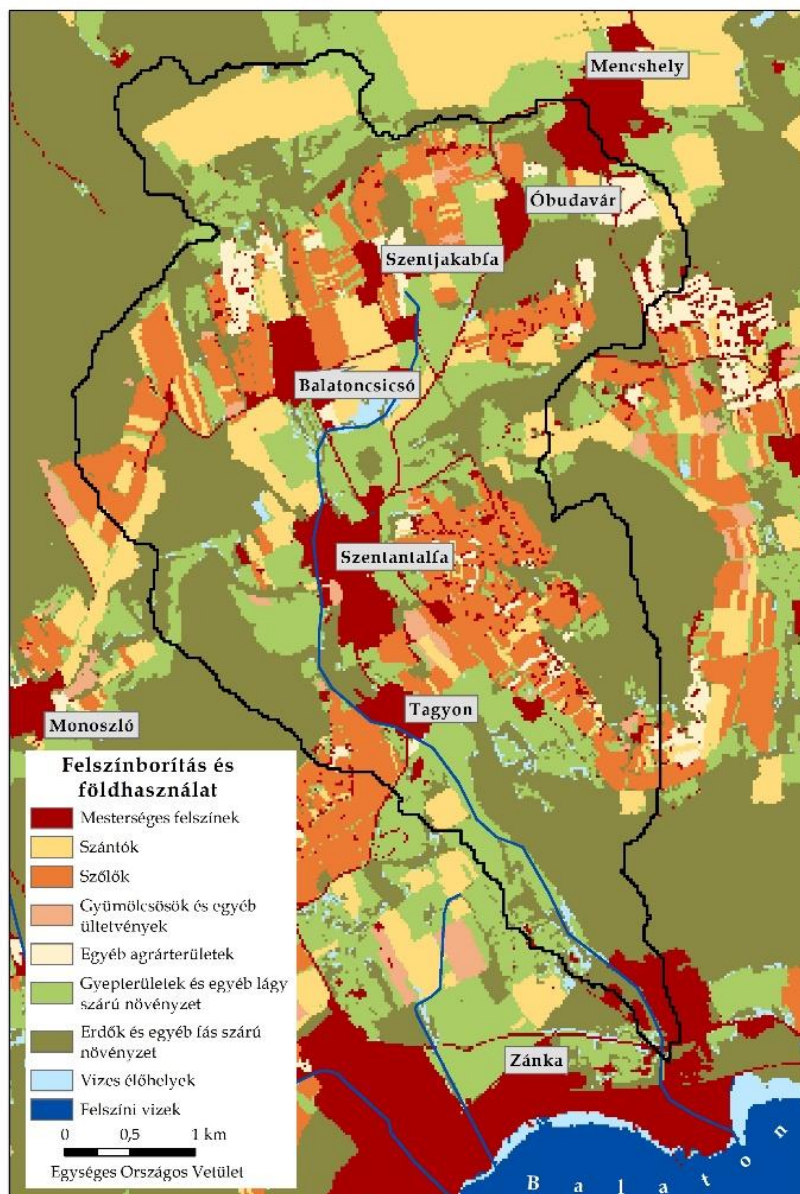 Mencshely
Óbudavár
Szentjakabfa
Balatoncsicsó
Szentantalfa
Tagyon
Monoszló
Felszínborítás és
földhasználat
Mesterséges felszínek
Szántók
Szőlők
Gyümölcsösök és egyéb
ültetvények
Egyéb agrárterületek
Gyepterületek és egyéb lágy
szárú növényzet
Erdők és egyéb fás szárú
növényzet
Vizes élőhelyek
Felszíni vizek
0 0,5 1 km
Egységes Országos Vetület
Zánka
Balaton